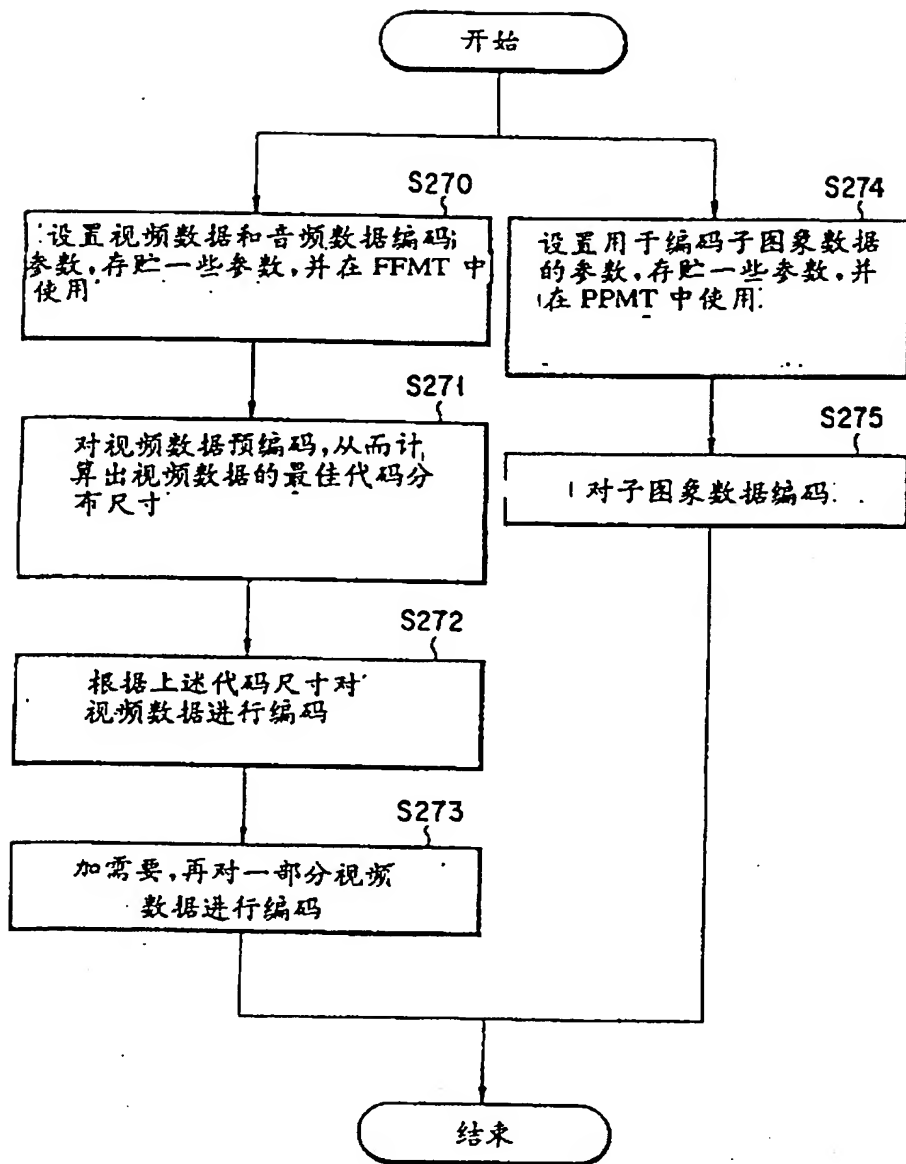 开始
S270
设置视频数据和音频数据编码
参数,存贮一些参数,并在 FFMT 中
使用
S274
设置用于编码子图象数据
的参数,存贮一些参数,并
在 PPMT 中使用
S271
对视频数据预编码,从而计
算出视频数据的最佳代码分
布尺寸
S275
对子图象数据编码
S272
根据上述代码尺寸对
视频数据进行编码
S273
加需要,再对一部分视频
数据进行编码
结束